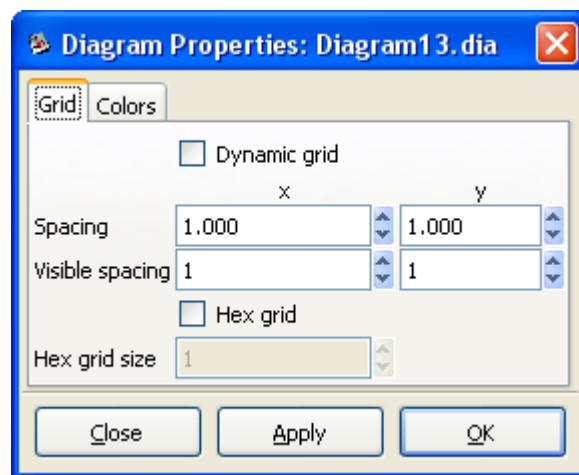 Diagram Properties: Diagram13.dia
Grid Colors
Dynamic grid
x y
Spacing 1.000 1.000
Visible spacing 1 1
Hex grid
Hex grid size 1
Close Apply OK